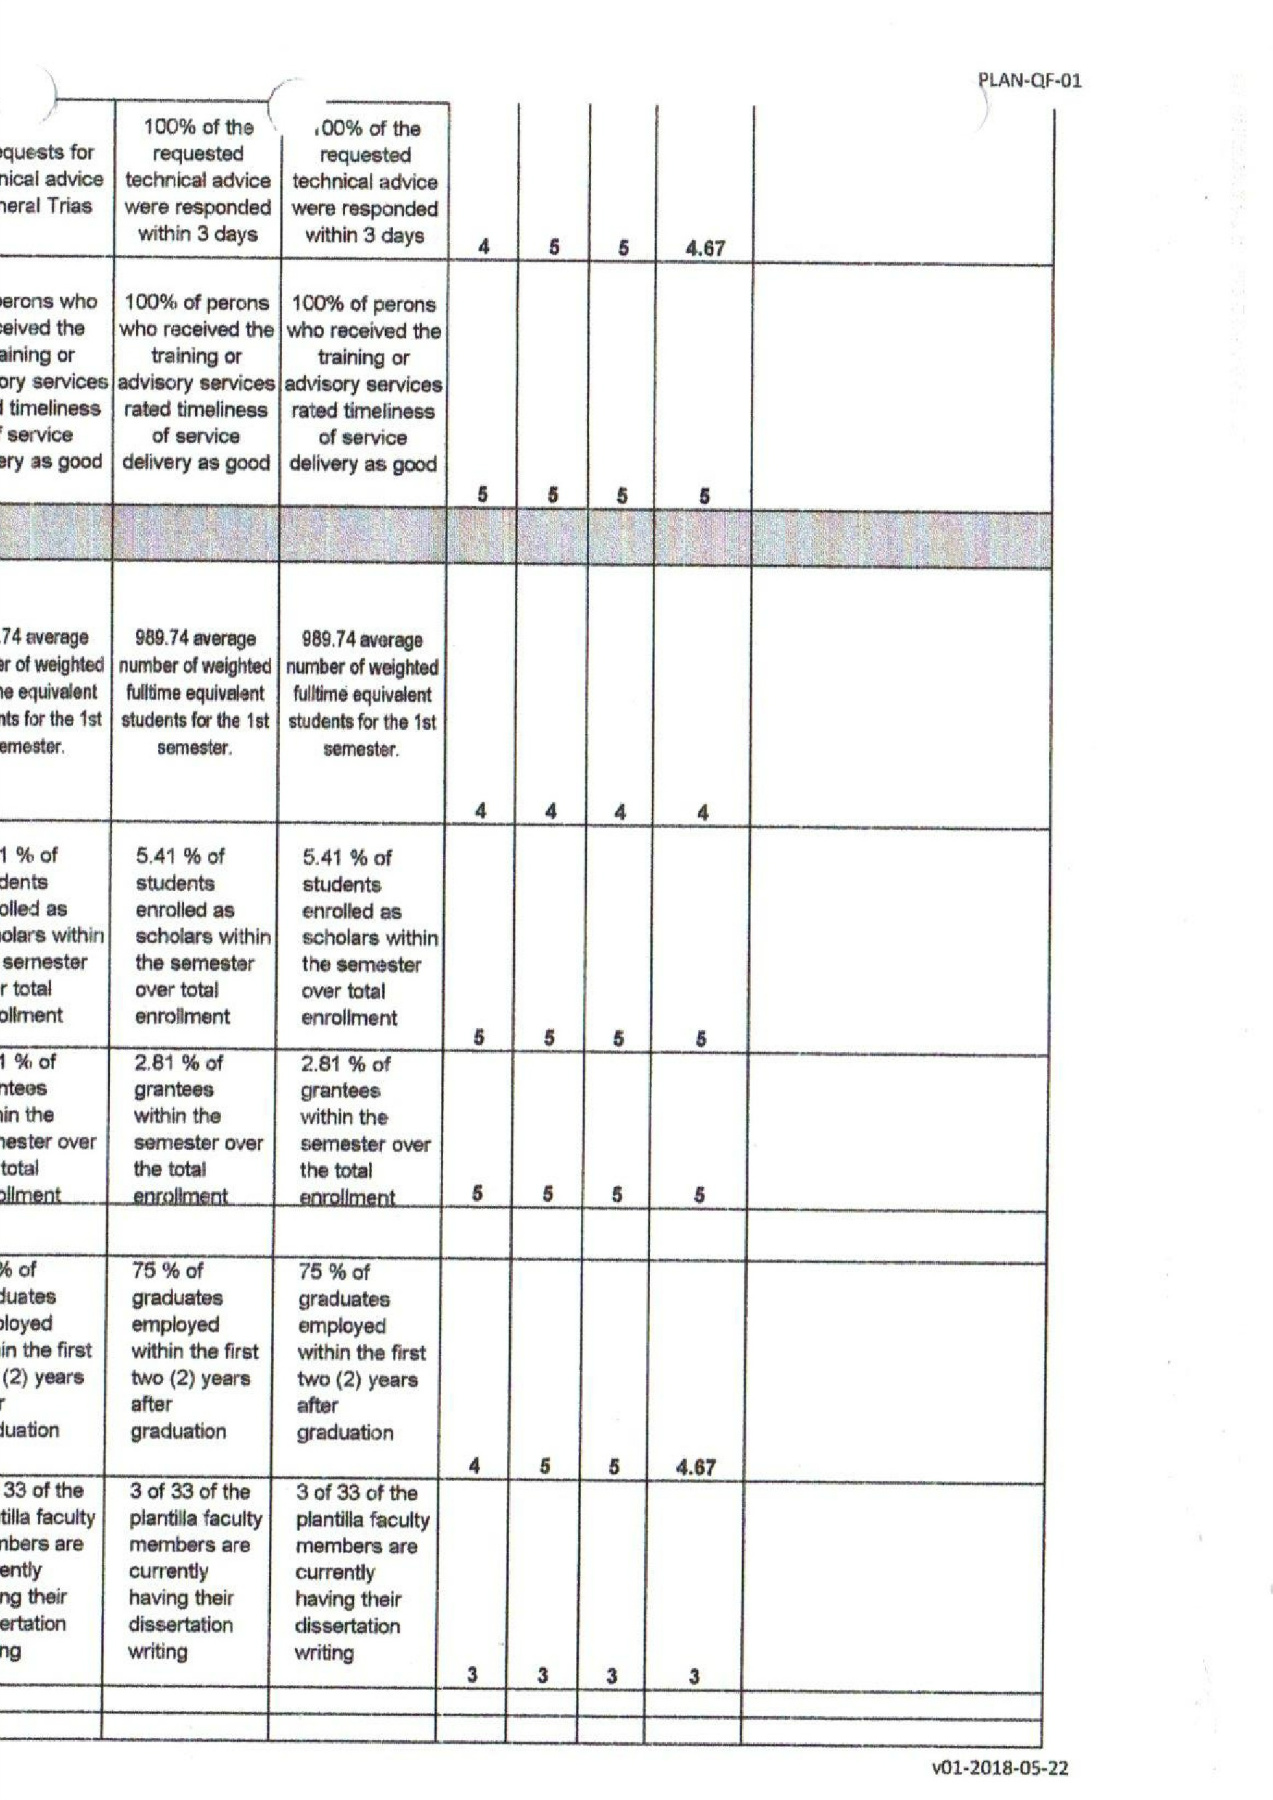 PLAN-QF-01
quests for
nical advice
neral Trias
100% of the
requested
technical advice
were responded
within 3 days
00% of the
requested
technical advice
were responded
within 3 days
4
5
5
4.67
erons who
ceived the
aining or
ory services
d timeliness
f service
ery as good
100% of perons
who received the
training or
advisory services
rated timeliness
of service
delivery as good
100% of perons
who received the
training or
advisory services
rated timeliness
of service
delivery as good
5
5
5
5
.74 average
er of weighted
ne equivalent
nts for the 1st
emester.
989.74 average
number of weighted
fulltime equivalent
students for the 1st
semester.
989.74 average
number of weighted
fulltime equivalent
students for the 1st
semester.
4
4
4
4
1 % of
dents
olled as
olars within
semester
r total
ollment
5.41 % of
students
enrolled as
scholars within
the semester
over total
enrollment
5.41 % of
students
enrolled as
scholars within
the semester
over total
enrollment
5
5
5
5
1 % of
ntees
hin the
nester over
total
ollment
2.81 % of
grantees
within the
semester over
the total
enrollment
2.81 % of
grantees
within the
semester over
the total
enrollment
5
5
5
5
% of
duates
ployed
in the first
(2) years
r
duation
75 % of
graduates
employed
within the first
two (2) years
after
graduation
75 % of
graduates
employed
within the first
two (2) years
after
graduation
4
5
5
4.67
33 of the
tilla faculty
nbers are
ently
ng their
ertation
ng
3 of 33 of the
plantilla faculty
members are
currently
having their
dissertation
writing
3 of 33 of the
plantilla faculty
members are
currently
having their
dissertation
writing
3
3
3
3
v01-2018-05-22